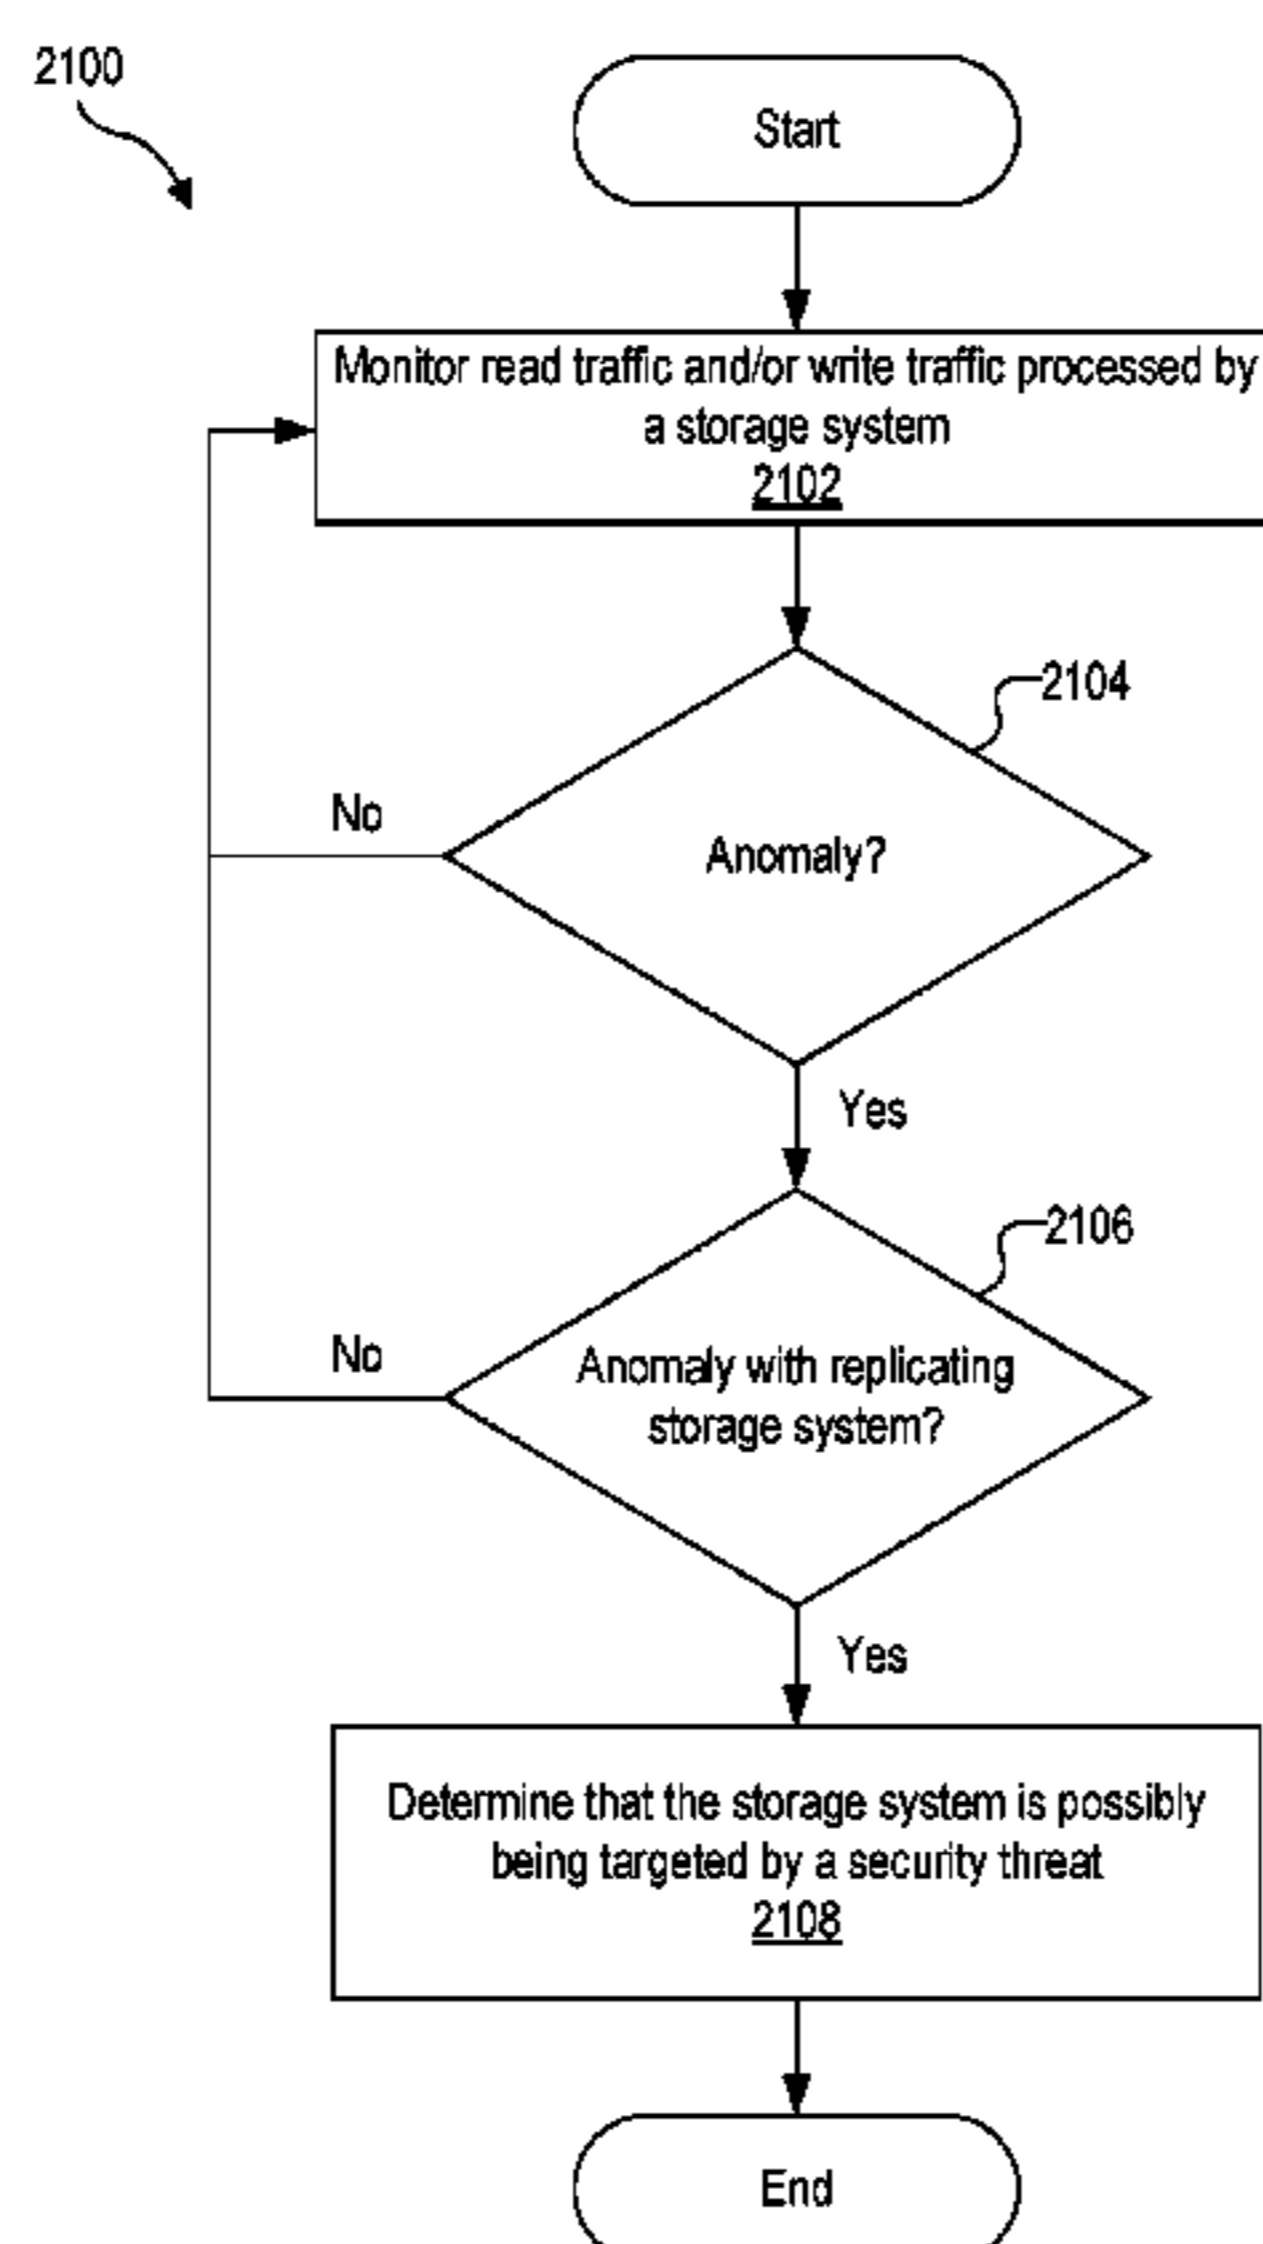 2100
Start
Monitor read traffic and/or write traffic processed by
a storage system
2102
2104
No
Anomaly?
Yes
2106
No
Anomaly with replicating
storage system?
Yes
Determine that the storage system is possibly
being targeted by a security threat
2108
End